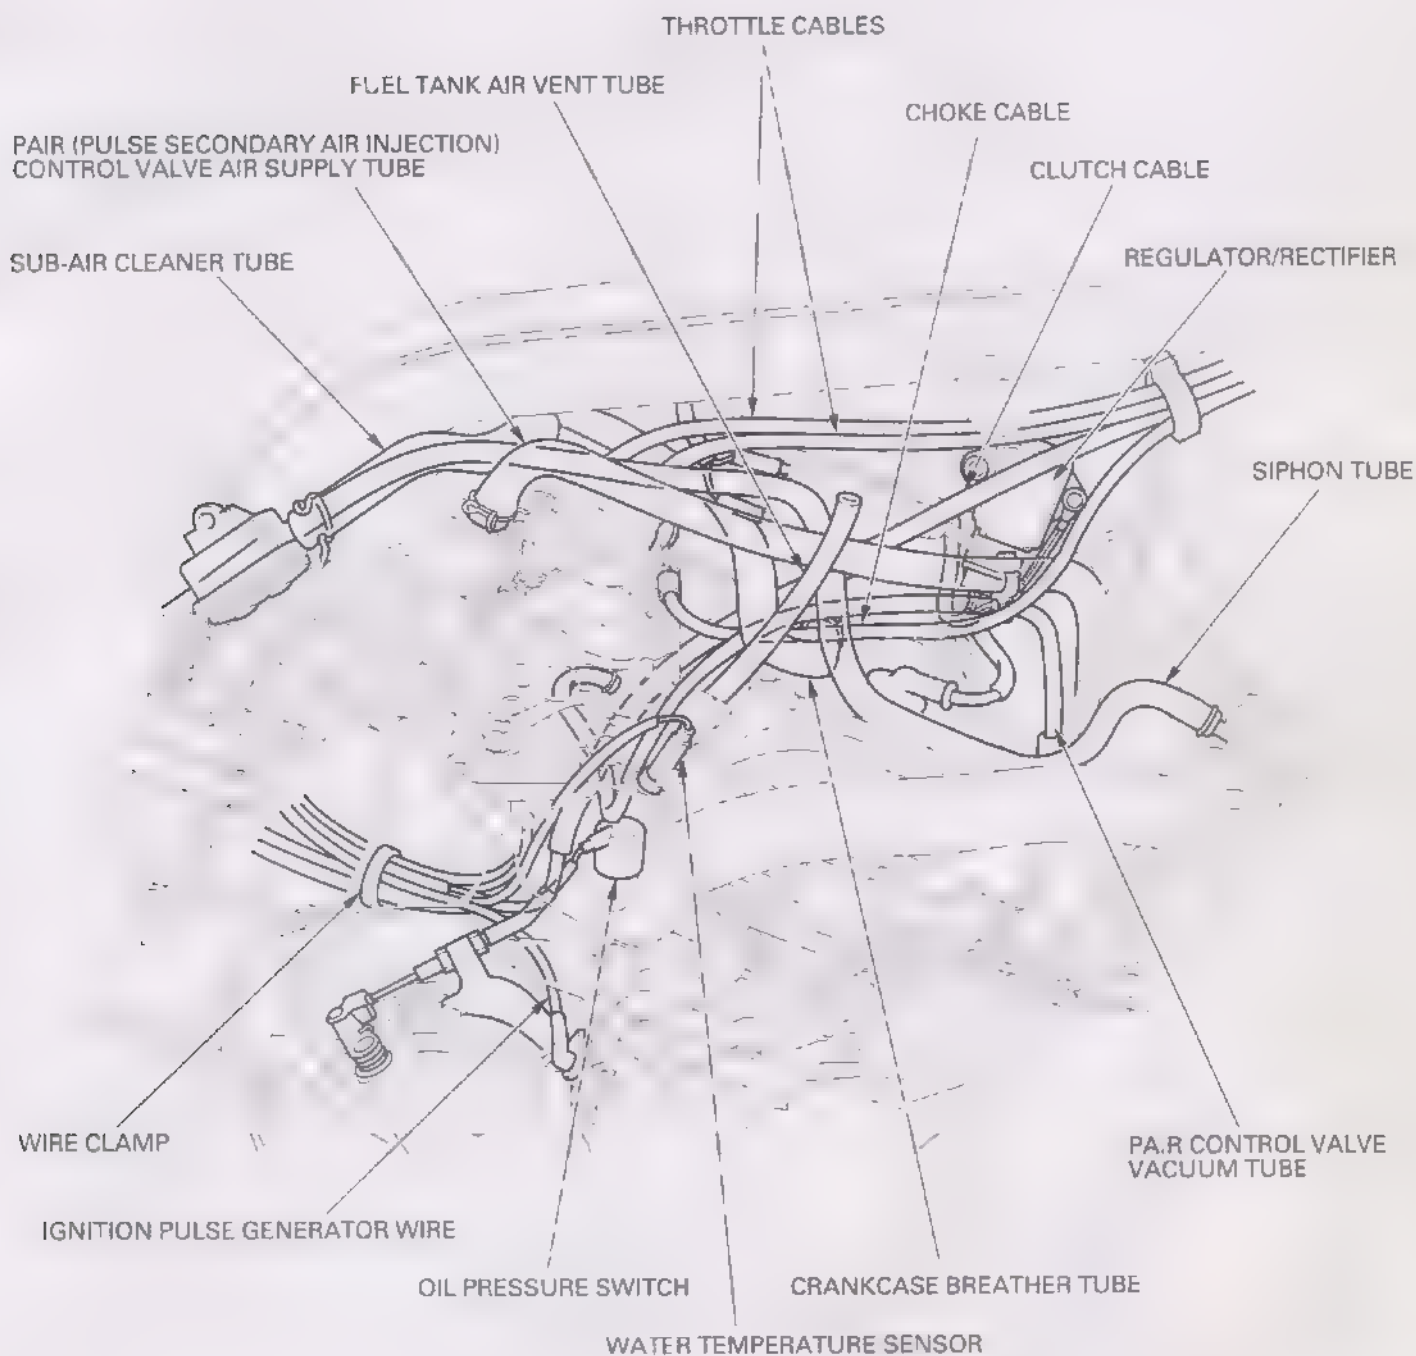 THROTTLE CABLES
FUEL TANK AIR VENT TUBE
CHOKE CABLE
PAIR (PULSE SECONDARY AIR INJECTION)
CONTROL VALVE AIR SUPPLY TUBE
CLUTCH CABLE
SUB-AIR CLEANER TUBE
REGULATOR/RECTIFIER
SIPHON TUBE
WIRE CLAMP
PAIR CONTROL VALVE
VACUUM TUBE
IGNITION PULSE GENERATOR WIRE
OIL PRESSURE SWITCH
CRANKCASE BREATHER TUBE
WATER TEMPERATURE SENSOR